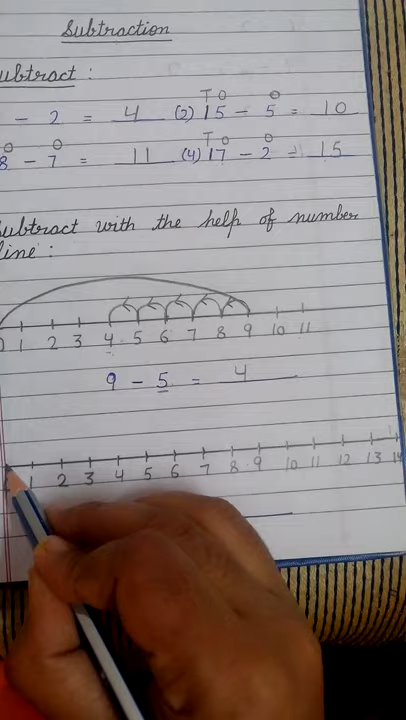 Subtraction
ubtract :
T O O
- 2 = 4 (2) 15 - 5 = 10
O O T O O
8 - 7 = 11 (4) 17 - 2 = 15
ubtract with the help of number
line :
0 1 2 3 4 5 6 7 8 9 10 11
9 - 5 = 4
1 2 3 4 5 6 7 8 9 10 11 12 13 14